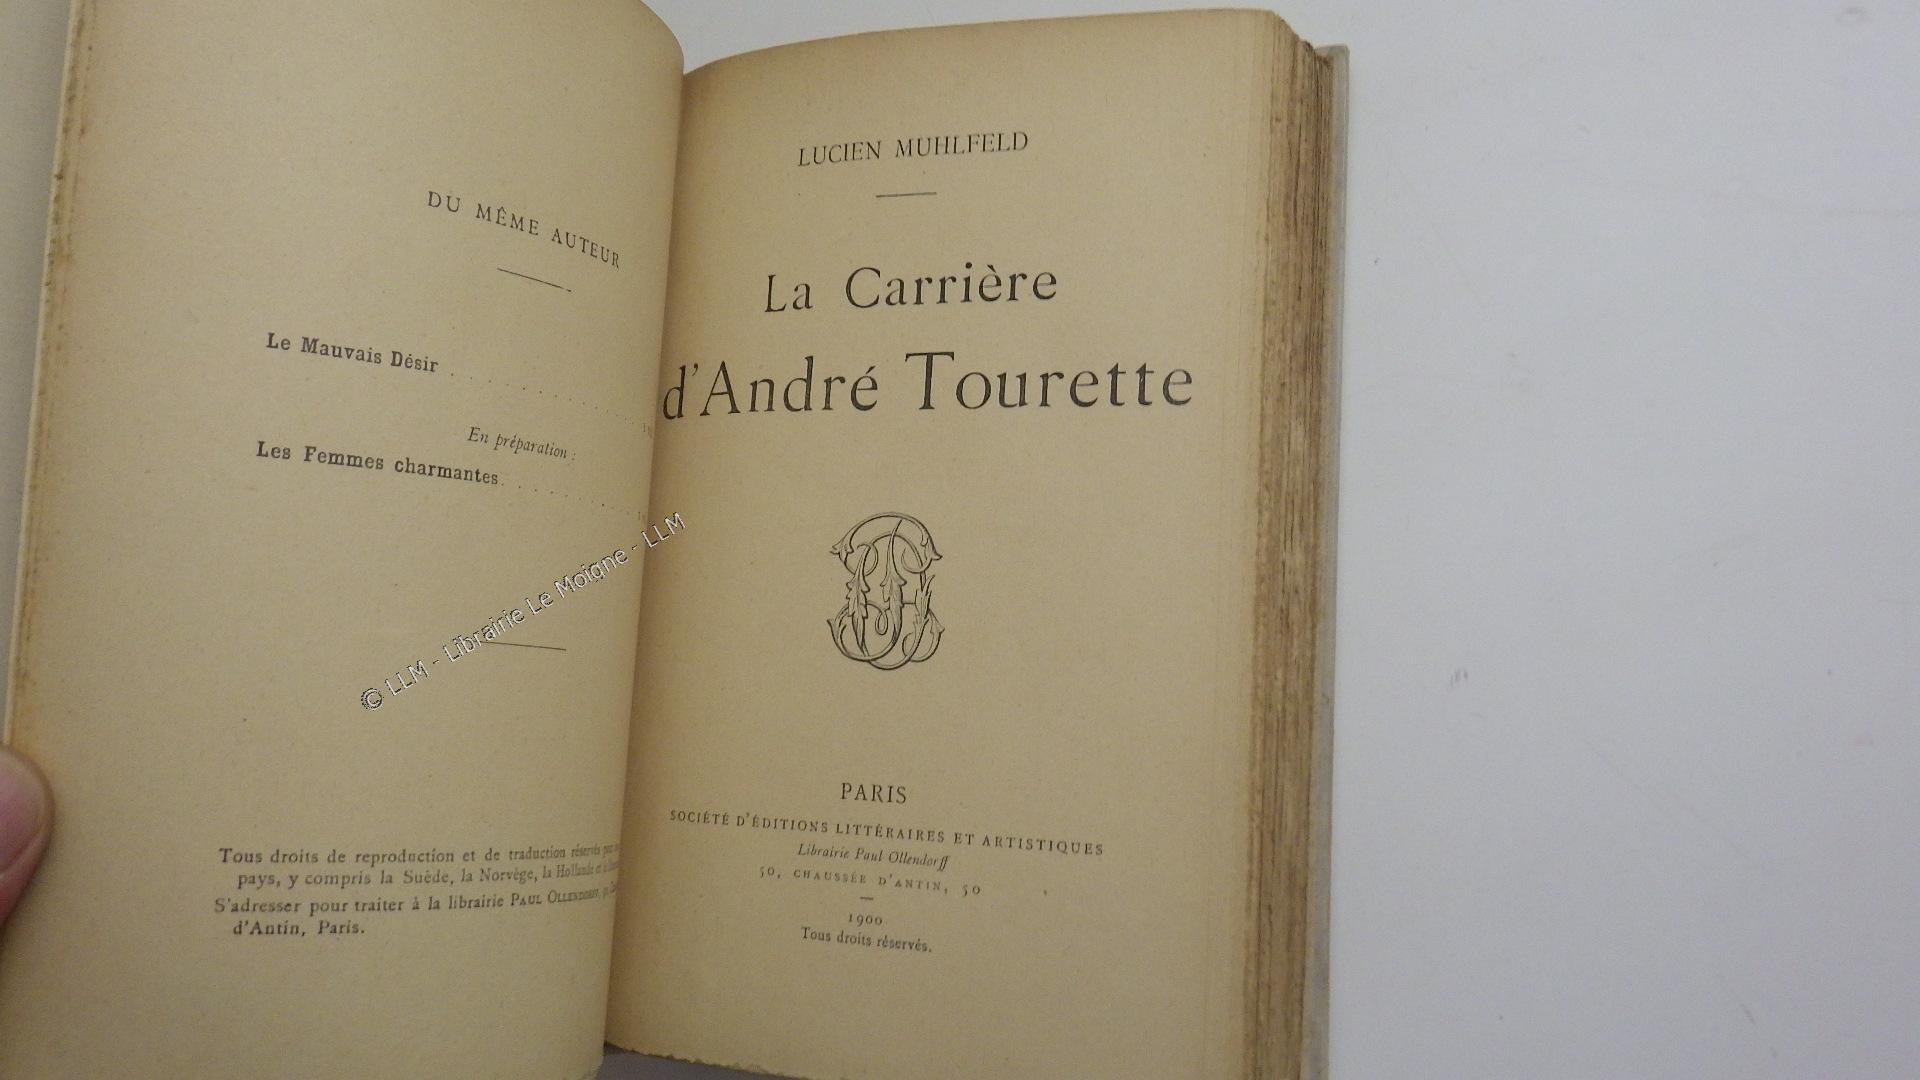 DU MÊME AUTEUR
Le Mauvais Désir
En préparation :
Les Femmes charmantes
Tous droits de reproduction et de traduction réservés
pays, y compris la Suède, la Norvège, la Hollande et
S'adresser pour traiter à la librairie PAUL OLLENDORFF,
d'Antin, Paris.
© LLM - Librairie Le Moigne - LLM
LUCIEN MUHLFELD
La Carrière
d'André Tourette
PARIS
SOCIÉTÉ D'ÉDITIONS LITTÉRAIRES ET ARTISTIQUES
Librairie Paul Ollendorff
50, CHAUSSÉE D'ANTIN, 50
1900
Tous droits réservés.